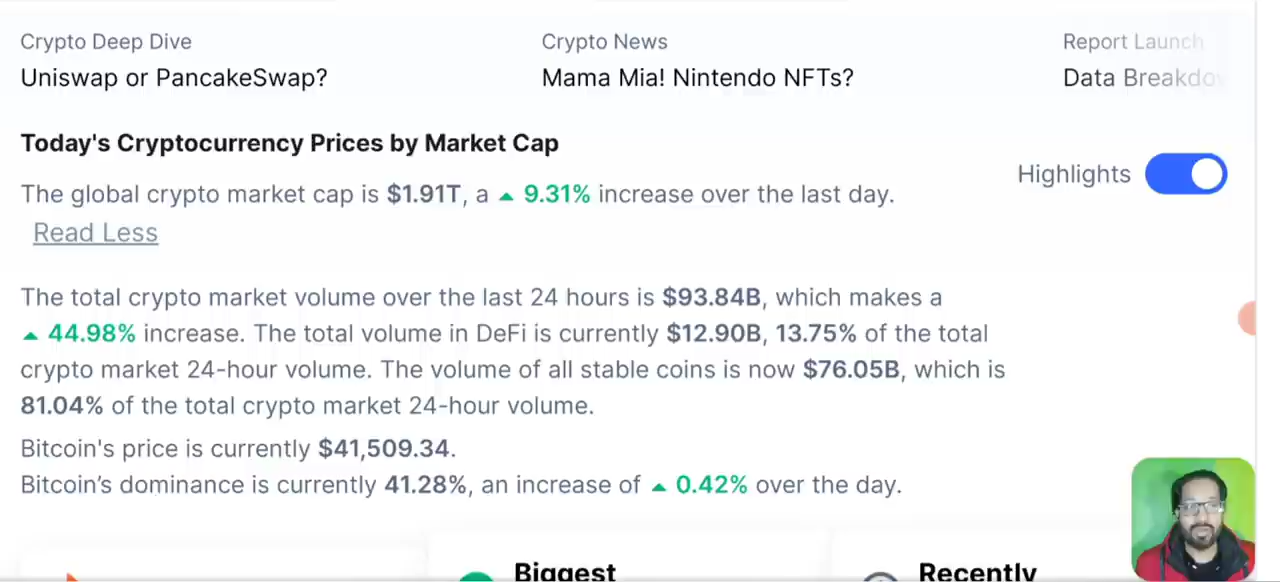 Crypto Deep Dive
Uniswap or PancakeSwap?
Crypto News
Mama Mia! Nintendo NFTs?
Report Launch
Data
Today's Cryptocurrency Prices by Market Cap
Highlights
The global crypto market cap is $1.91T, a ▲ 9.31% increase over the last day.
Read Less
The total crypto market volume over the last 24 hours is $93.84B, which makes a
▲ 44.98% increase. The total volume in DeFi is currently $12.90B, 13.75% of the total
crypto market 24-hour volume. The volume of all stable coins is now $76.05B, which is
81.04% of the total crypto market 24-hour volume.
Bitcoin's price is currently $41,509.34.
Bitcoin’s dominance is currently 41.28%, an increase of ▲ 0.42% over the day.
Biggest
Recently